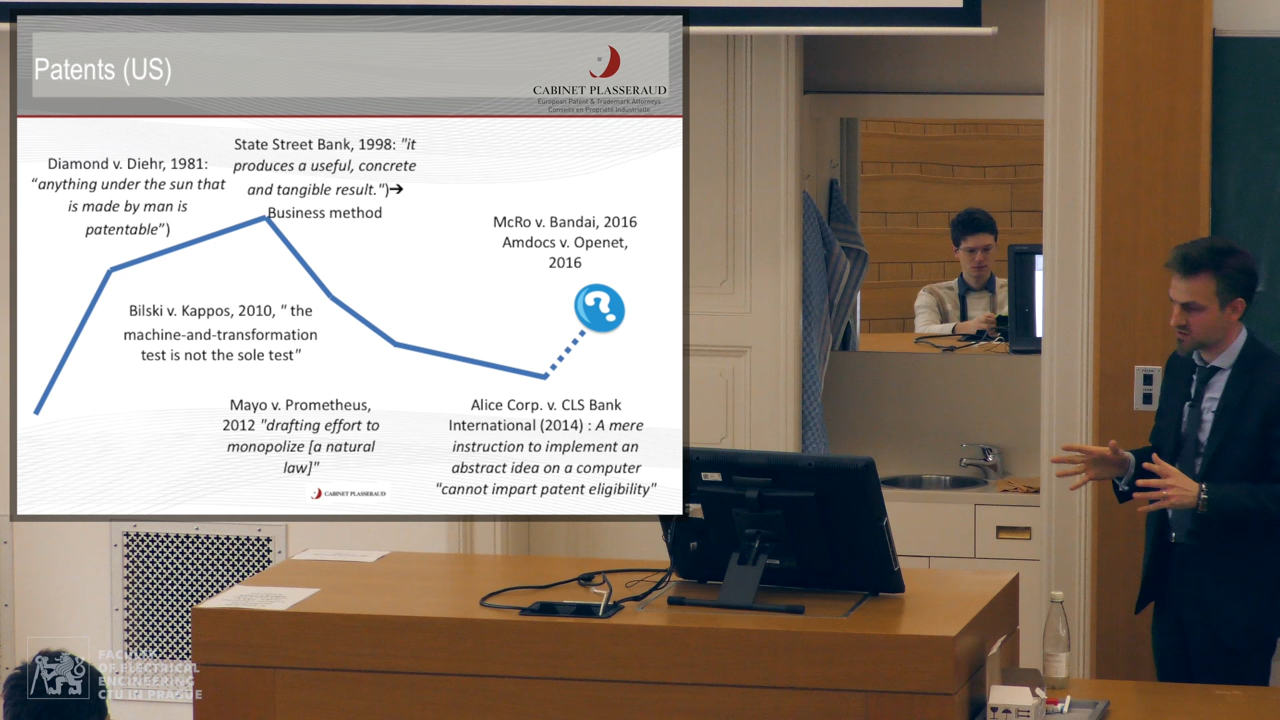 Patents (US)
CABINET PLASSERAUD
European Patent & Trademark Attorneys
Conseils en Propriété Industrielle
Diamond v. Diehr, 1981:
“anything under the sun that
is made by man is
patentable”)
State Street Bank, 1998: "it
produces a useful, concrete
and tangible result.")➔
Business method
McRo v. Bandai, 2016
Amdocs v. Openet,
2016
?
Bilski v. Kappos, 2010, " the
machine-and-transformation
test is not the sole test"
Mayo v. Prometheus,
2012 "drafting effort to
monopolize [a natural
law]"
Alice Corp. v. CLS Bank
International (2014) : A mere
instruction to implement an
abstract idea on a computer
"cannot impart patent eligibility"
CABINET PLASSERAUD
FACULTY
OF ELECTRICAL
ENGINEERING
CTU IN PRAGUE